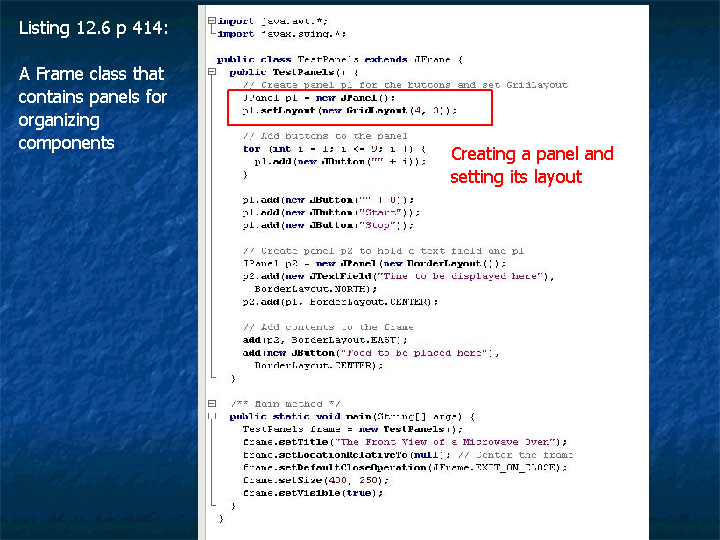 Listing 12.6 p 414:
A Frame class that
contains panels for
organizing
components
import java.awt.*;
import javax.swing.*;
public class TestPanels extends JFrame {
public TestPanels() {
// Create panel p1 for the buttons and set GridLayout
JPanel p1 = new JPanel();
p1.setLayout(new GridLayout(4, 3));
// Add buttons to the panel
for (int i = 1; i <= 9; i++) {
p1.add(new JButton("" + i));
}
Creating a panel and
setting its layout
p1.add(new JButton("" + 0));
p1.add(new JButton("Start"));
p1.add(new JButton("Stop"));
// Create panel p2 to hold a text field and p1
JPanel p2 = new JPanel(new BorderLayout());
p2.add(new JTextField("Time to be displayed here"),
BorderLayout.NORTH);
p2.add(p1, BorderLayout.CENTER);
// Add contents to the frame
add(p2, BorderLayout.EAST);
add(new JButton("Food to be placed here"),
BorderLayout.CENTER);
}
/** Main method */
public static void main(String[] args) {
TestPanels frame = new TestPanels();
frame.setTitle("The Front View of a Microwave Oven");
frame.setLocationRelativeTo(null); // Center the frame
frame.setDefaultCloseOperation(JFrame.EXIT_ON_CLOSE);
frame.setSize(400, 250);
frame.setVisible(true);
}
}